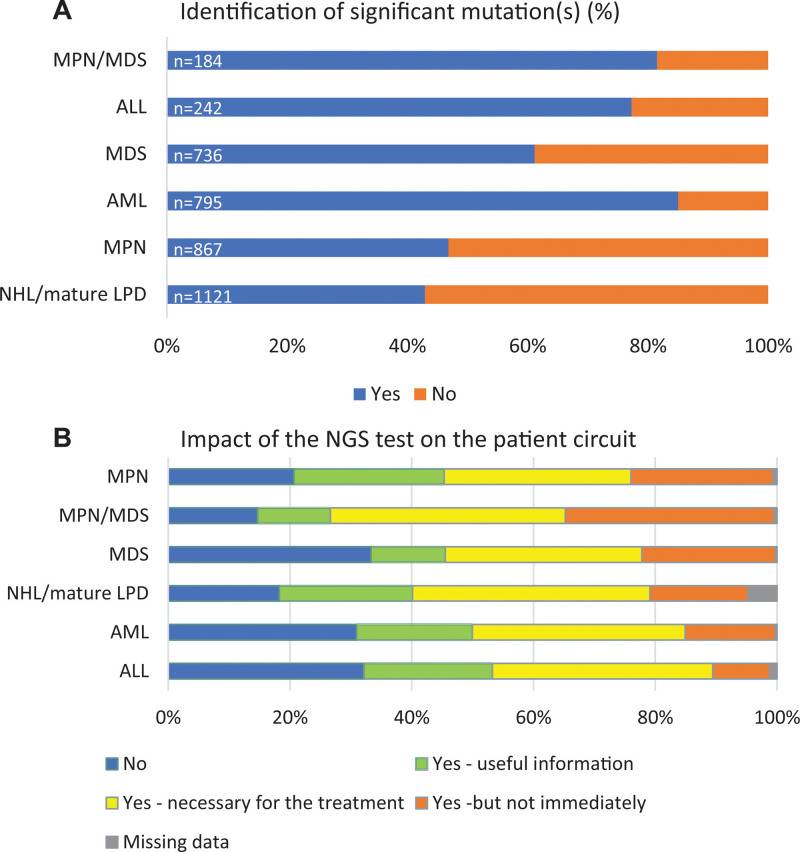 A Identification of significant mutation(s) (%)
MPN/MDS n=184
ALL n=242
MDS n=736
AML n=795
MPN n=867
NHL/mature LPD n=1121
0% 20% 40% 60% 80% 100%
Yes No
B Impact of the NGS test on the patient circuit
MPN
MPN/MDS
MDS
NHL/mature LPD
AML
ALL
0% 20% 40% 60% 80% 100%
No Yes - useful information
Yes - necessary for the treatment Yes -but not immediately
Missing data